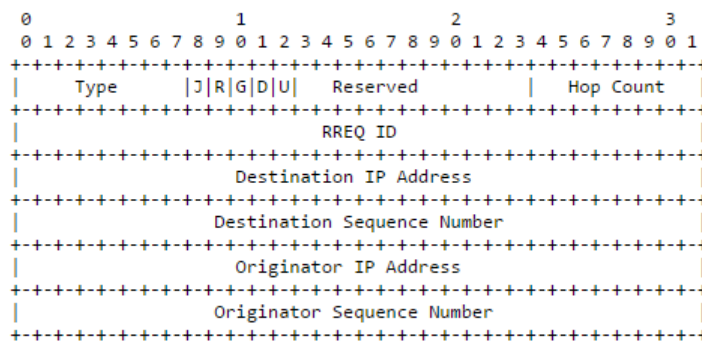 0                   1                   2                   3
0 1 2 3 4 5 6 7 8 9 0 1 2 3 4 5 6 7 8 9 0 1 2 3 4 5 6 7 8 9 0 1
+-+-+-+-+-+-+-+-+-+-+-+-+-+-+-+-+-+-+-+-+-+-+-+-+-+-+-+-+-+-+-+-
|     Type      |J|R|G|D|U|   Reserved          |   Hop Count   |
+-+-+-+-+-+-+-+-+-+-+-+-+-+-+-+-+-+-+-+-+-+-+-+-+-+-+-+-+-+-+-+-
|                            RREQ ID                            |
+-+-+-+-+-+-+-+-+-+-+-+-+-+-+-+-+-+-+-+-+-+-+-+-+-+-+-+-+-+-+-+-
|                    Destination IP Address                     |
+-+-+-+-+-+-+-+-+-+-+-+-+-+-+-+-+-+-+-+-+-+-+-+-+-+-+-+-+-+-+-+-
|                  Destination Sequence Number                  |
+-+-+-+-+-+-+-+-+-+-+-+-+-+-+-+-+-+-+-+-+-+-+-+-+-+-+-+-+-+-+-+-
|                    Originator IP Address                      |
+-+-+-+-+-+-+-+-+-+-+-+-+-+-+-+-+-+-+-+-+-+-+-+-+-+-+-+-+-+-+-+-
|                  Originator Sequence Number                   |
+-+-+-+-+-+-+-+-+-+-+-+-+-+-+-+-+-+-+-+-+-+-+-+-+-+-+-+-+-+-+-+-